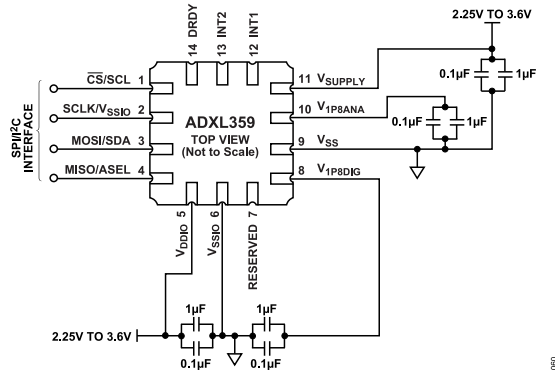 2.25V TO 3.6V
14 DRDY
13 INT2
12 INT1
CS/SCL 1
11 VSUPPLY
0.1µF
1µF
SCLK/VSSIO 2
ADXL359
10 V1P8ANA
0.1µF
1µF
SPI/I2C
INTERFACE
TOP VIEW
(Not to Scale)
MOSI/SDA 3
9 VSS
MISO/ASEL 4
8 V1P8DIG
VDDIO 5
VSSIO 6
RESERVED 7
1µF
1µF
2.25V TO 3.6V
0.1µF
0.1µF
060